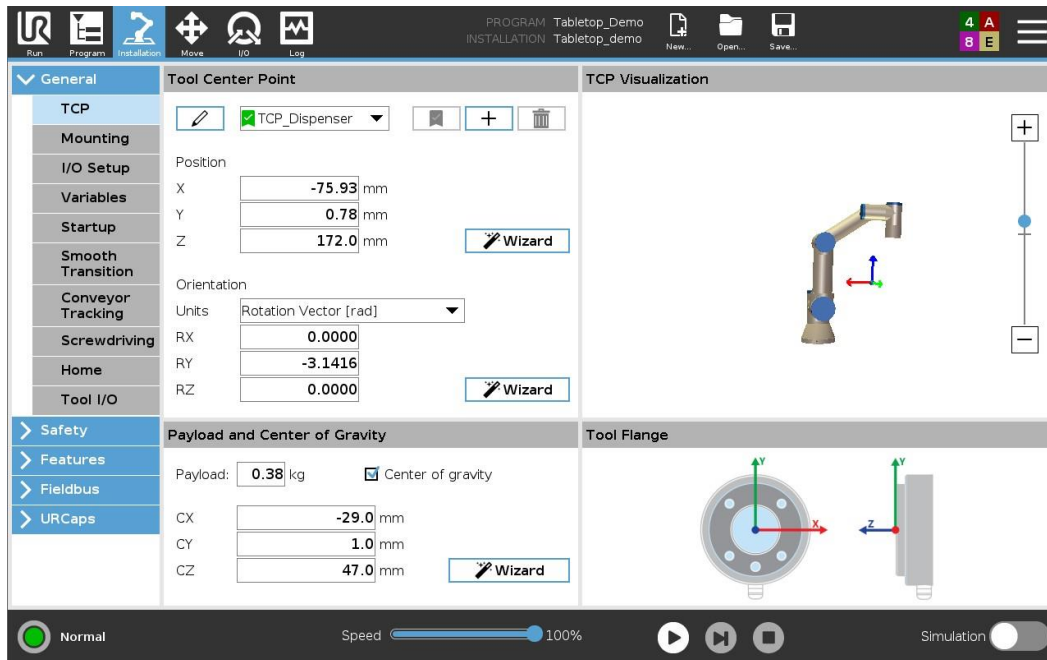 PROGRAM Tabletop_Demo
INSTALLATION Tabletop_demo
Run Program Installation Move I/O Log New... Open... Save...
4 A
8 E
General
TCP
Mounting
I/O Setup
Variables
Startup
Smooth
Transition
Conveyor
Tracking
Screwdriving
Home
Tool I/O
Safety
Features
Fieldbus
URCaps
Tool Center Point
TCP_Dispenser
Position
X -75.93 mm
Y 0.78 mm
Z 172.0 mm Wizard
Orientation
Units Rotation Vector [rad]
RX 0.0000
RY -3.1416
RZ 0.0000 Wizard
TCP Visualization
Payload and Center of Gravity
Payload: 0.38 kg Center of gravity
CX -29.0 mm
CY 1.0 mm
CZ 47.0 mm Wizard
Tool Flange
Y Y
X Z
Normal Speed 100% Simulation